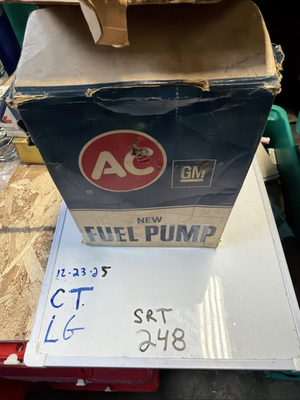 AC
GM
NEW
FUEL PUMP
12-23-25
CT.
LG
SRT
248